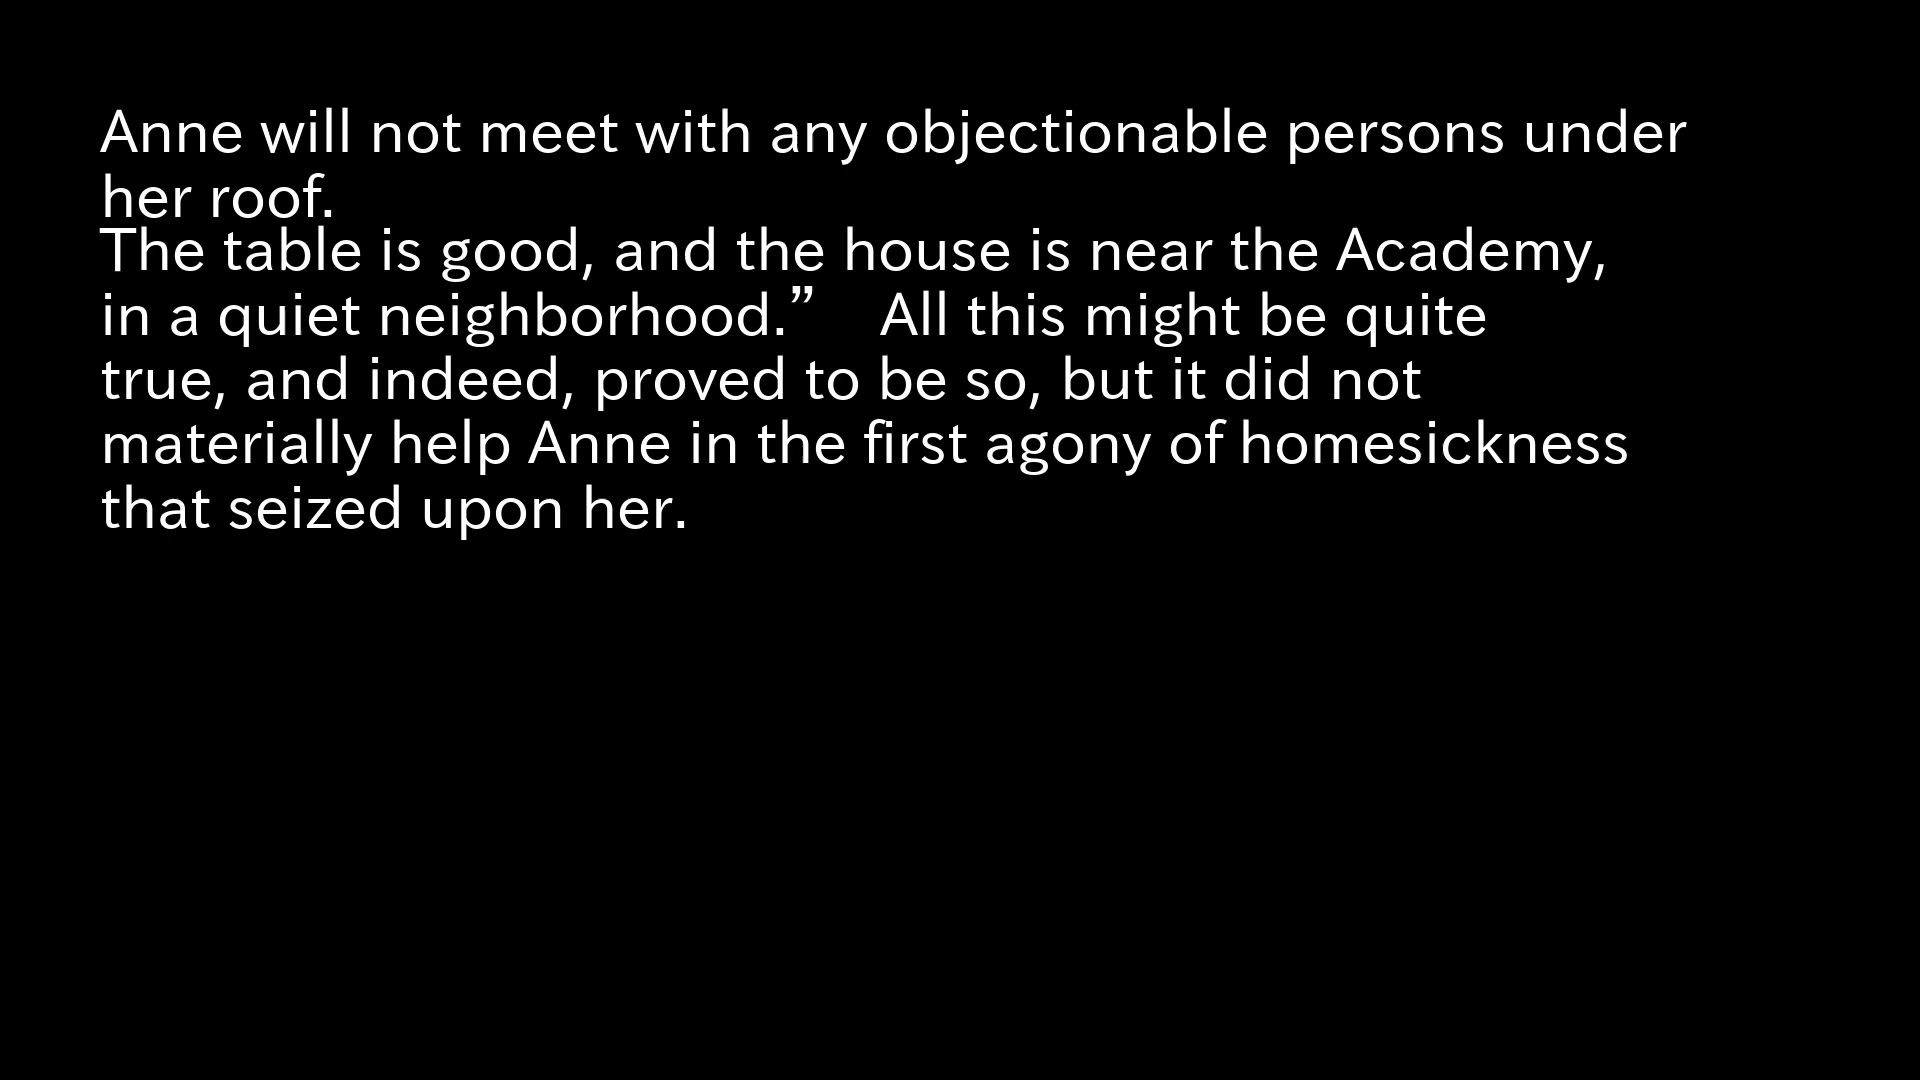 Anne will not meet with any objectionable persons under
her roof.
The table is good, and the house is near the Academy,
in a quiet neighborhood.” All this might be quite
true, and indeed, proved to be so, but it did not
materially help Anne in the first agony of homesickness
that seized upon her.